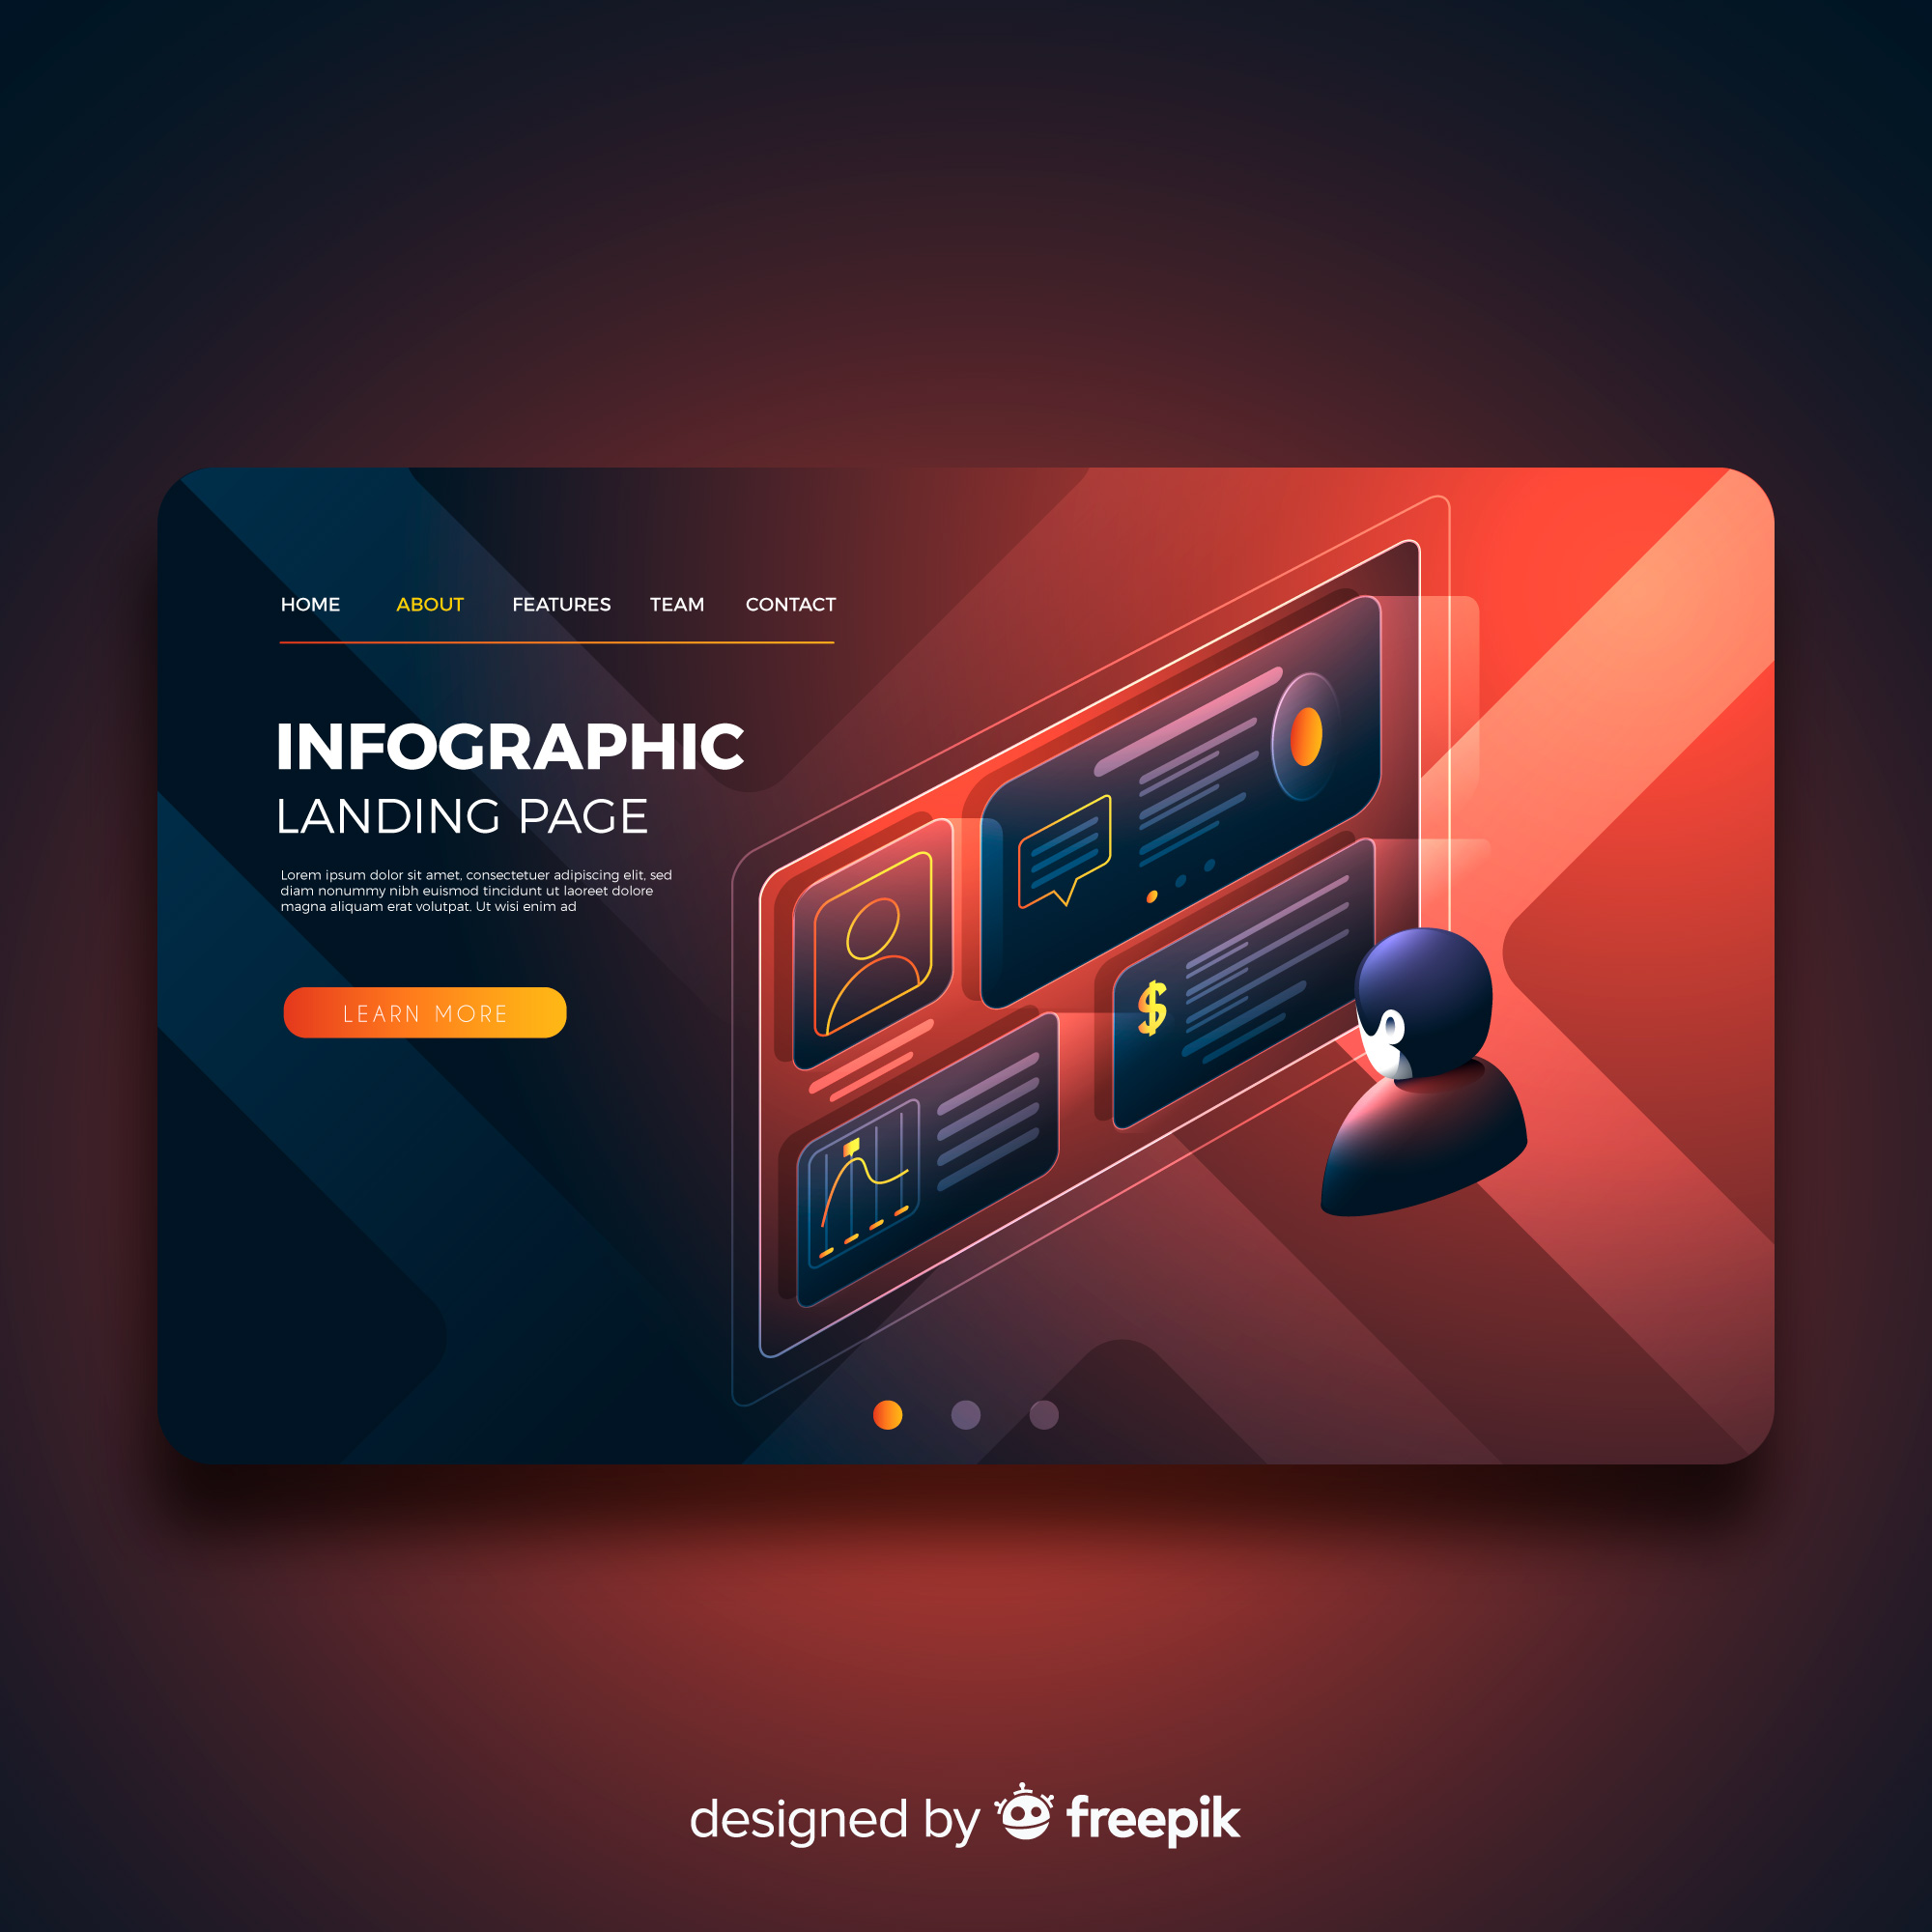 HOME ABOUT FEATURES TEAM CONTACT
INFOGRAPHIC
LANDING PAGE
Lorem ipsum dolor sit amet, consectetuer adipiscing elit, sed
diam nonummy nibh euismod tincidunt ut laoreet dolore
magna aliquam erat volutpat. Ut wisi enim ad
LEARN MORE
$
designed by freepik